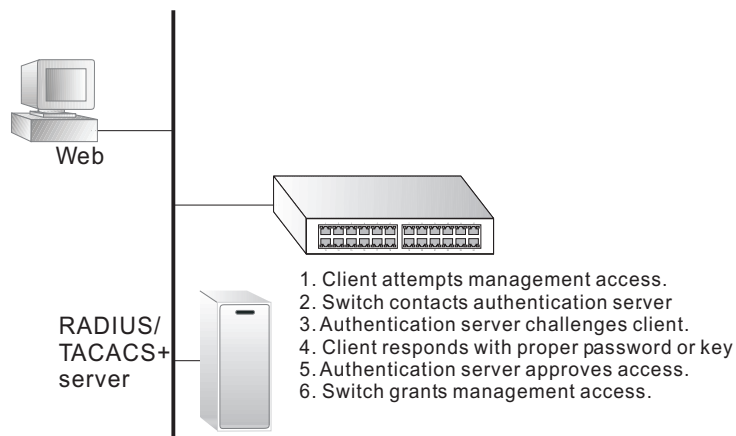 Web
RADIUS/
TACACS+
server
1. Client attempts management access.
2. Switch contacts authentication server
3. Authentication server challenges client.
4. Client responds with proper password or key
5. Authentication server approves access.
6. Switch grants management access.